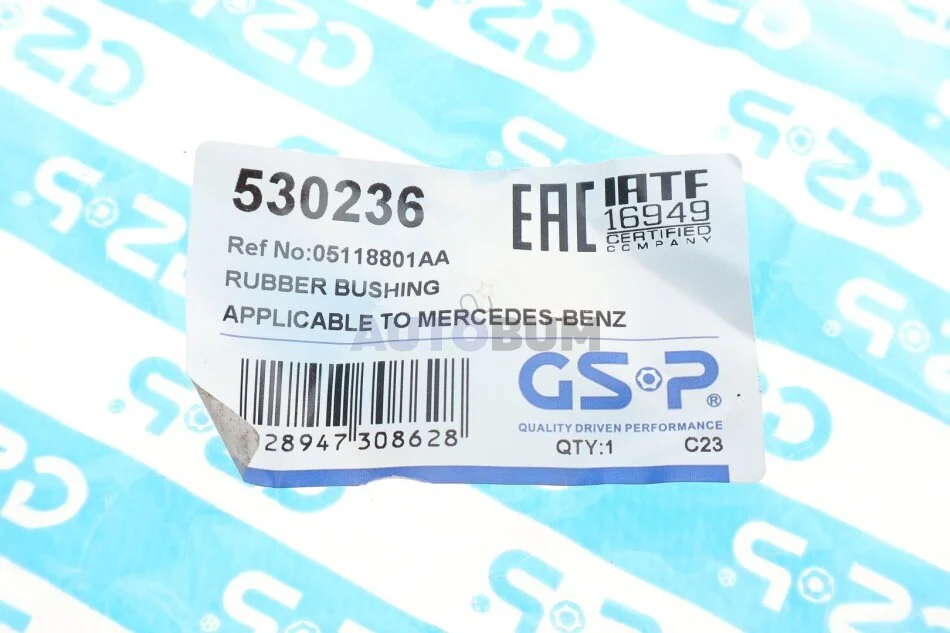 530236
EAC
IATF
16949
CERTIFIED
COMPANY
Ref No:05118801AA
RUBBER BUSHING
APPLICABLE TO MERCEDES-BENZ
AUTOBUM
28947 308628
GSP®
QUALITY DRIVEN PERFORMANCE
QTY:1
C23